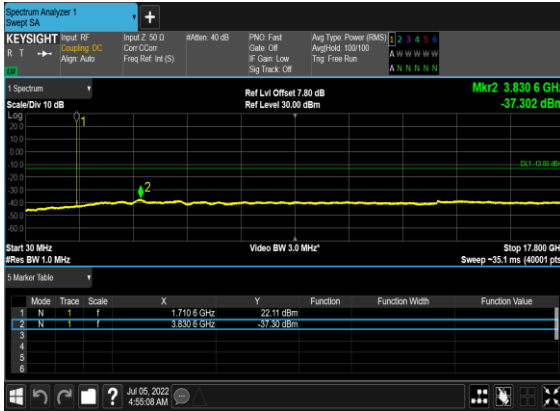 Spectrum Analyzer 1
Swept SA
KEYSIGHT Input: RF Input Z: 50 Ω #Atten: 40 dB PNO: Fast Avg Type: Power (RMS) 1 2 3 4 5 6
R T Coupling: DC Corr CCorr Gate: Off Avg|Hold: 100/100 A W W W W W
Align: Auto Freq Ref: Int (S) IF Gain: Low Trig: Free Run
LXI Sig Track: Off A N N N N N
1 Spectrum Ref Lvl Offset 7.80 dB Mkr2 3.830 6 GHz
Scale/Div 10 dB Ref Level 30.00 dBm -37.302 dBm
Log
1
20.0
10.0
0.00
-10.0
DL1 -13.00 dBm
-20.0
-30.0
2
-40.0
-50.0
-60.0
Start 30 MHz Video BW 3.0 MHz* Stop 17.800 GHz
#Res BW 1.0 MHz Sweep ~35.1 ms (40001 pts)
5 Marker Table
Mode Trace Scale X Y Function Function Width Function Value
1 N 1 f 1.710 6 GHz 22.11 dBm
2 N 1 f 3.830 6 GHz -37.30 dBm
3
4
5
6
? Jul 05, 2022
4:55:08 AM